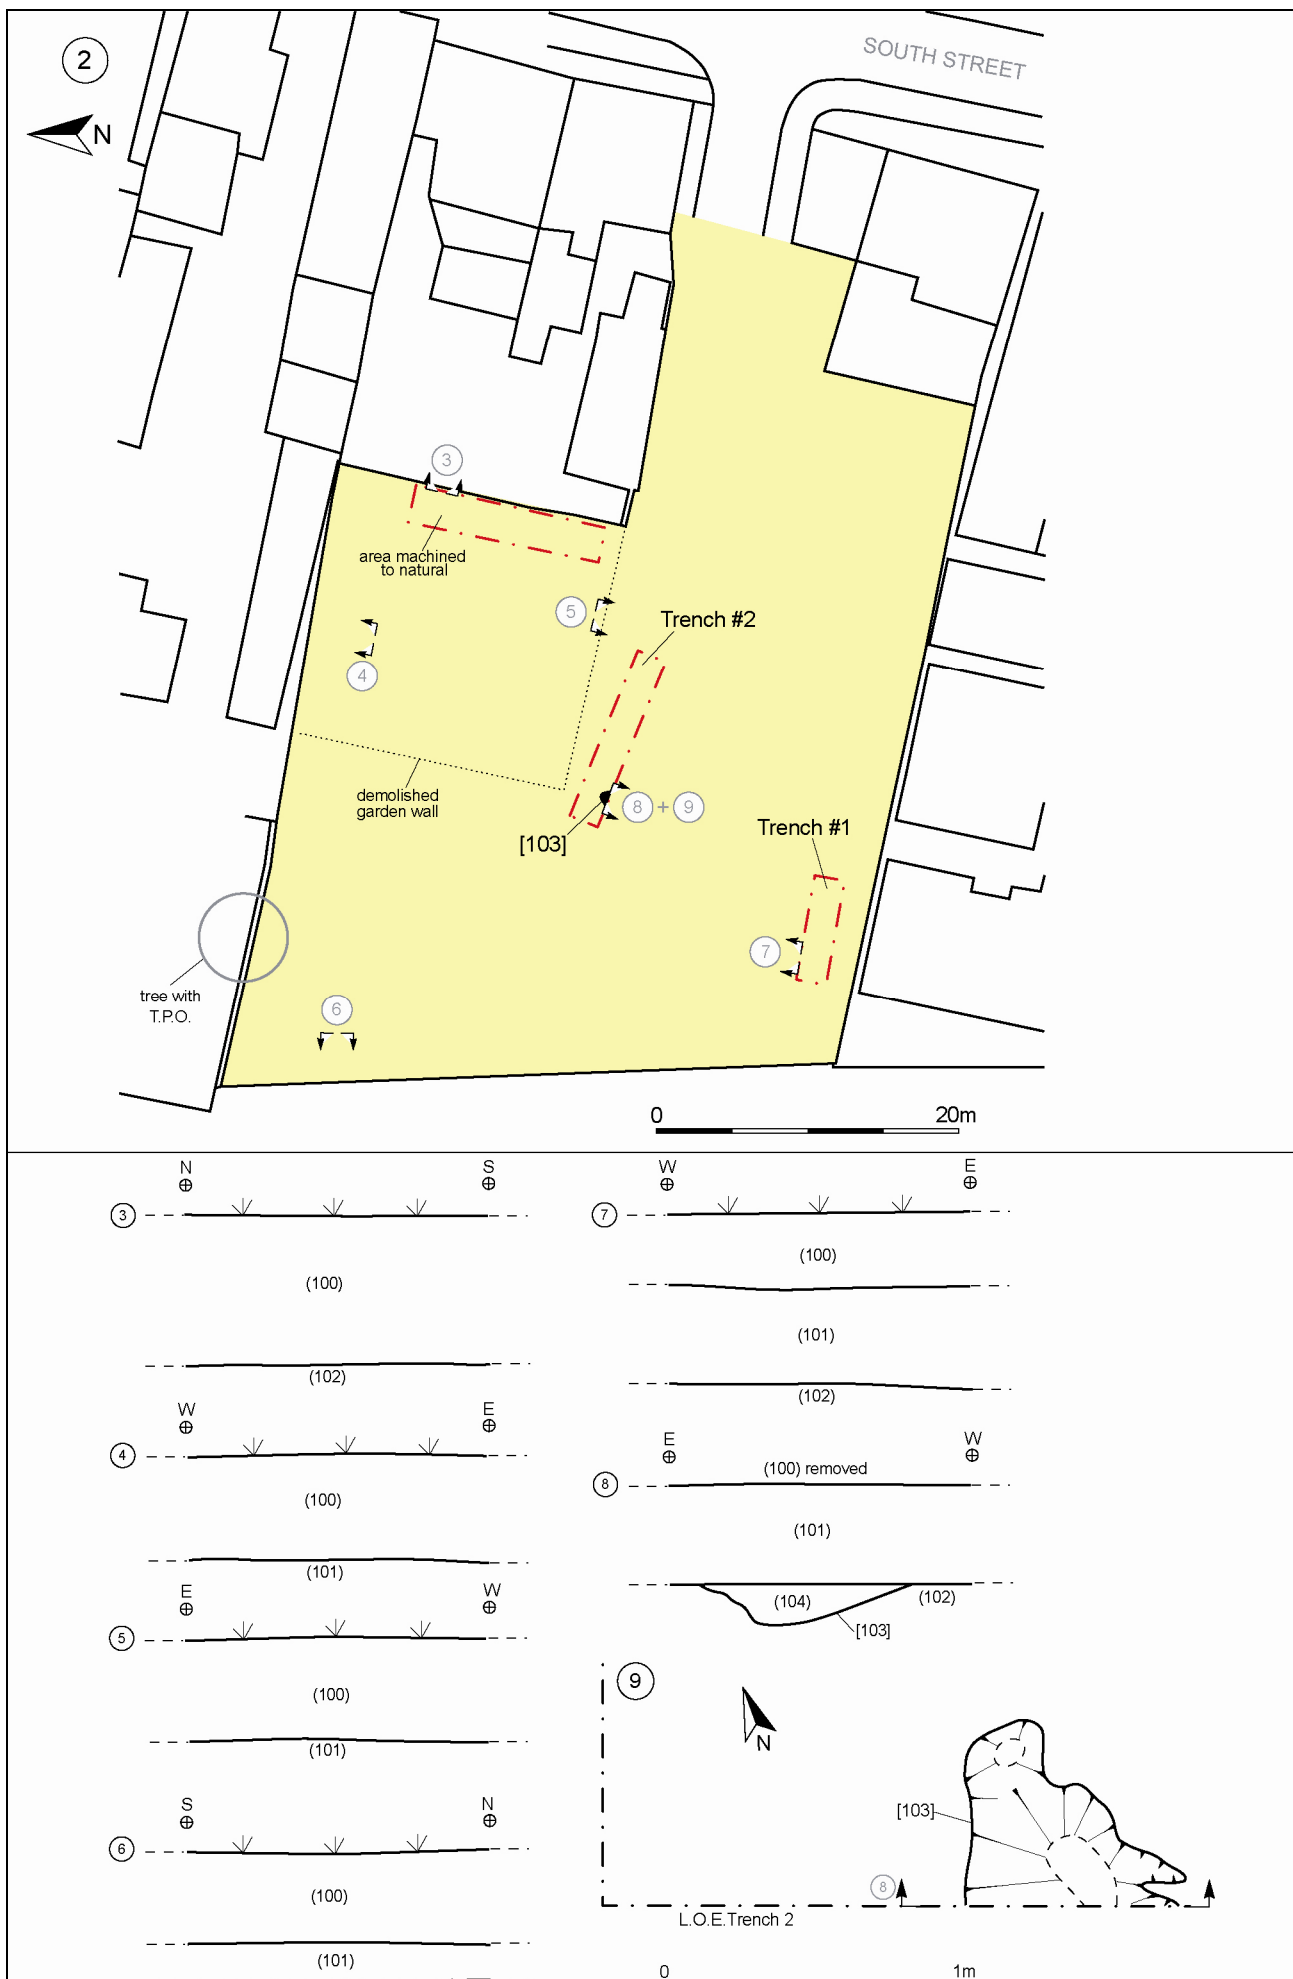 2
N
SOUTH STREET
3
area machined
to natural
5
Trench #2
4
demolished
garden wall
8 + 9
[103]
Trench #1
7
tree with
T.P.O.
6
0 20m
N S
3
(100)
(102)
W E
4
(100)
(101)
E W
5
(100)
(101)
S N
6
(100)
(101)
W E
7
(100)
(101)
(102)
E W
8
(100) removed
(101)
(104)
(102)
[103]
9
N
[103]
8
L.O.E.Trench 2
0 1m